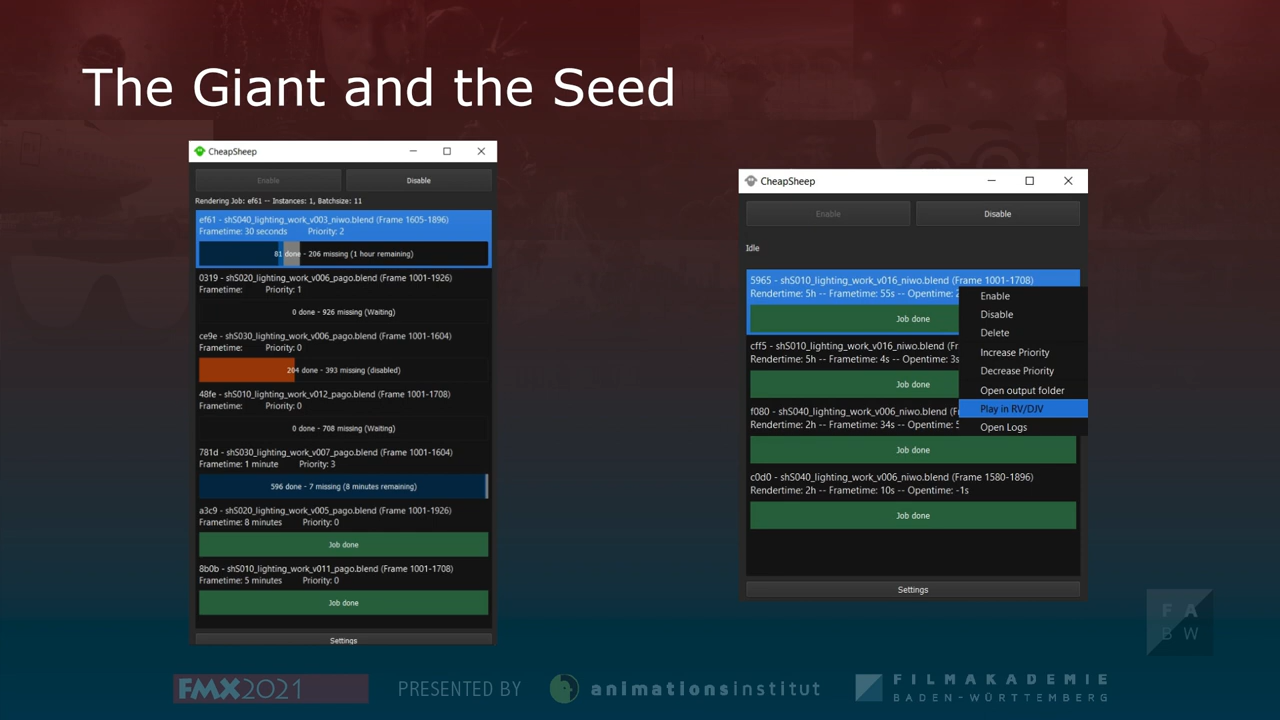 The Giant and the Seed
CheapSheep
Enable
Disable
Rendering Job: ef61 -- Instances: 1, Batchsize: 11
ef61 - shS040_lighting_work_v003_niwo.blend (Frame 1605-1896)
Frametime: 30 seconds Priority: 2
81 done - 206 missing (1 hour remaining)
0319 - shS020_lighting_work_v006_pago.blend (Frame 1001-1926)
Frametime: Priority: 1
0 done - 926 missing (Waiting)
ce9e - shS030_lighting_work_v006_pago.blend (Frame 1001-1604)
Frametime: Priority: 0
204 done - 393 missing (disabled)
48fe - shS010_lighting_work_v012_pago.blend (Frame 1001-1708)
Frametime: Priority: 0
0 done - 708 missing (Waiting)
781d - shS030_lighting_work_v007_pago.blend (Frame 1001-1604)
Frametime: 1 minute Priority: 3
596 done - 7 missing (8 minutes remaining)
a3c9 - shS020_lighting_work_v005_pago.blend (Frame 1001-1926)
Frametime: 8 minutes Priority: 0
Job done
8b0b - shS010_lighting_work_v011_pago.blend (Frame 1001-1708)
Frametime: 5 minutes Priority: 0
Job done
Settings
CheapSheep
Enable
Disable
Idle
5965 - shS010_lighting_work_v016_niwo.blend (Frame 1001-1708)
Rendertime: 5h -- Frametime: 55s -- Opentime:
Job done
cff5 - shS010_lighting_work_v016_niwo.blend
Rendertime: 5h -- Frametime: 4s -- Opentime: 3s
Job done
f080 - shS040_lighting_work_v006_niwo.blend
Rendertime: 2h -- Frametime: 34s -- Opentime:
Job done
c0d0 - shS040_lighting_work_v006_niwo.blend (Frame 1580-1896)
Rendertime: 2h -- Frametime: 10s -- Opentime: -1s
Job done
Enable
Disable
Delete
Increase Priority
Decrease Priority
Open output folder
Play in RV/DJV
Open Logs
Settings
FA
BW
FMX2021
PRESENTED BY
animationsinstitut
FILMAKADEMIE
BADEN-WÜRTTEMBERG